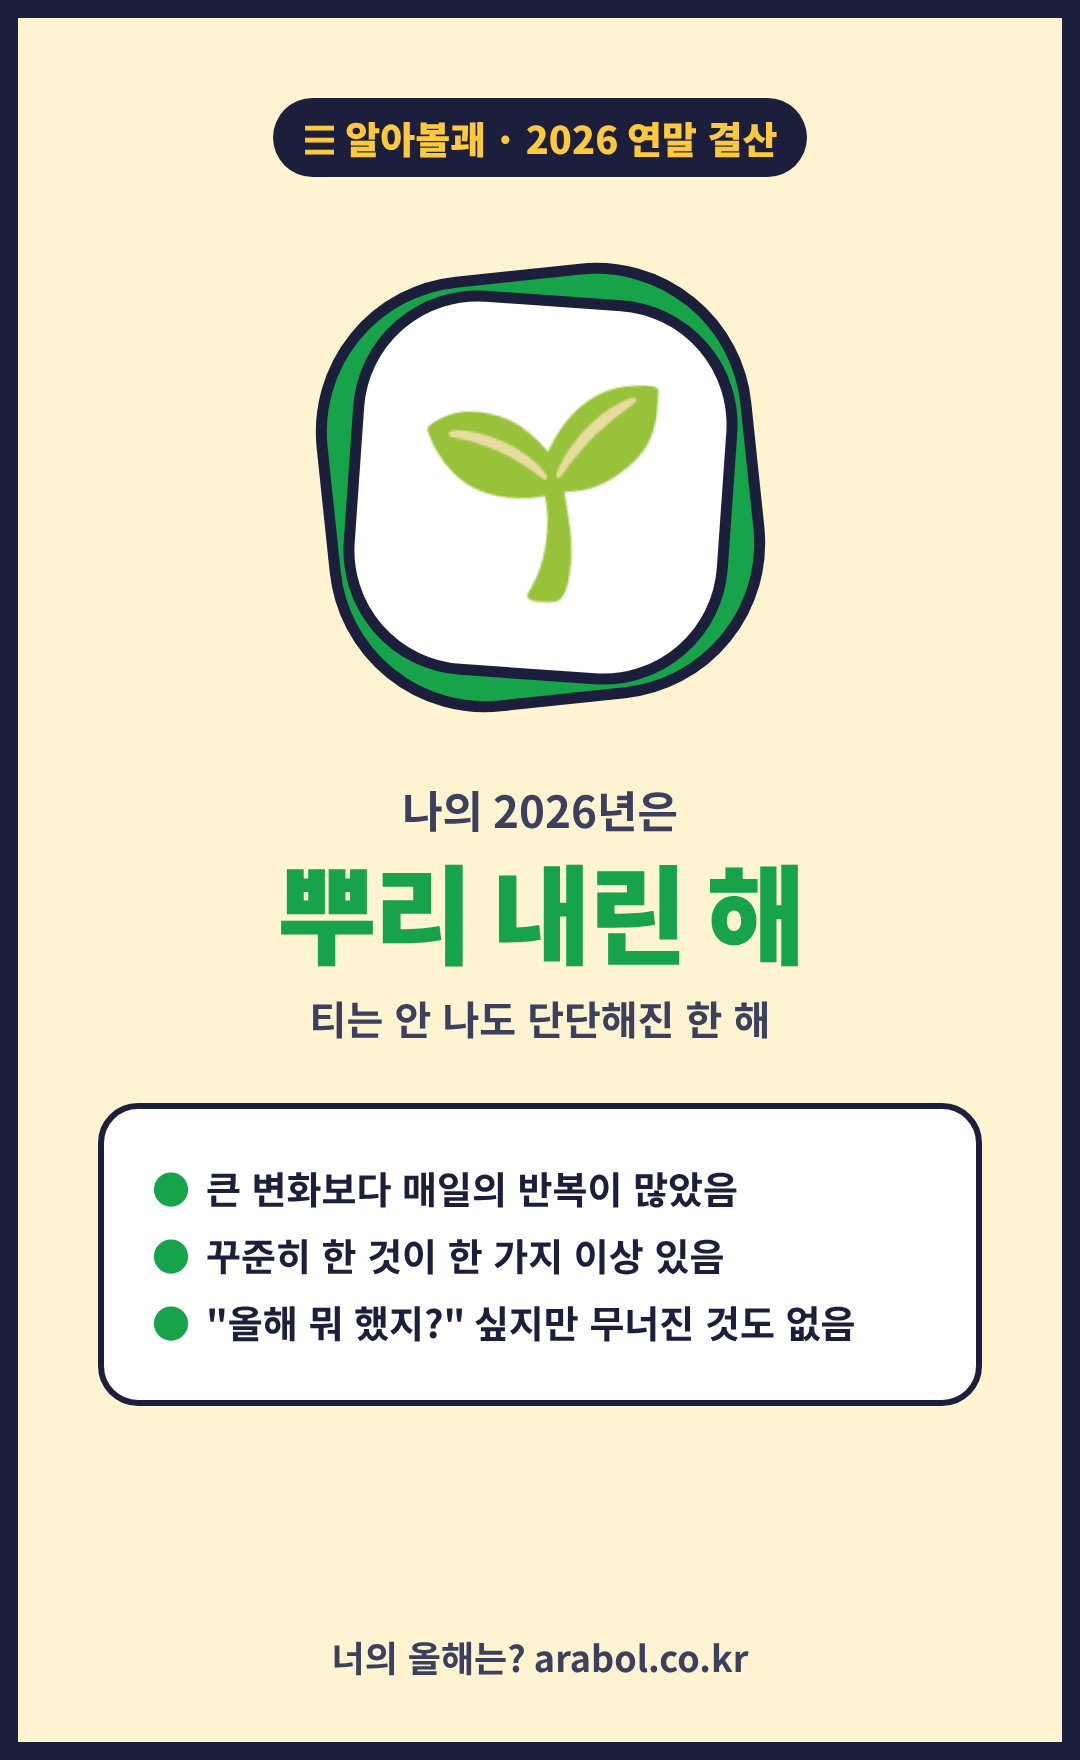 ☰ 알아볼괘 · 2026 연말 결산
나의 2026년은
뿌리 내린 해
티는 안 나도 단단해진 한 해
큰 변화보다 매일의 반복이 많았음
꾸준히 한 것이 한 가지 이상 있음
"올해 뭐 했지?" 싶지만 무너진 것도 없음
너의 올해는? arabol.co.kr